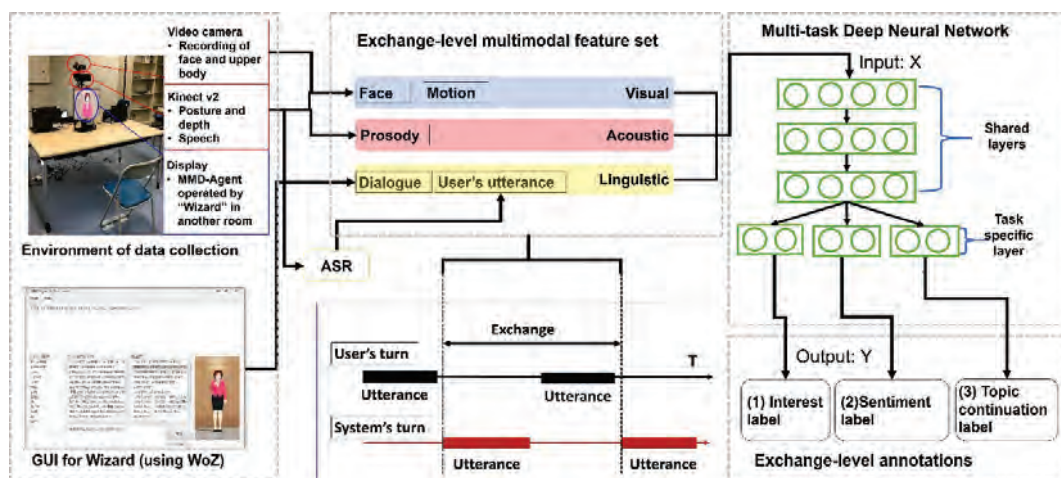 Video camera
• Recording of
face and upper
body
Kinect v2
• Posture and
depth
• Speech
Display
• MMD-Agent
operated by
"Wizard" in
another room
Environment of data collection
GUI for Wizard (using WoZ)
Exchange-level multimodal feature set
Face Motion Visual
Prosody Acoustic
Dialogue User's utterance Linguistic
ASR
Exchange
User's turn
T
Utterance Utterance
System's turn
Utterance Utterance
Multi-task Deep Neural Network
Input: X
Shared
layers
Task
specific
layer
Output: Y
(1) Interest
label
(2)Sentiment
label
(3) Topic
continuation
label
Exchange-level annotations